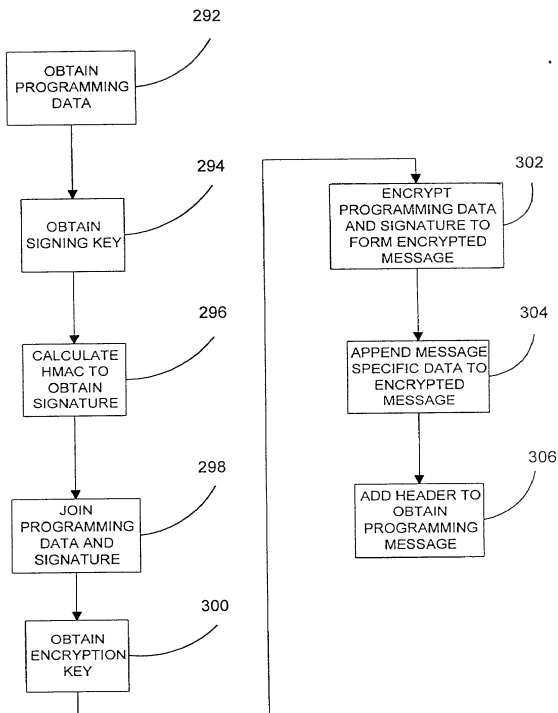 292
OBTAIN
PROGRAMMING
DATA
294
OBTAIN
SIGNING KEY
296
CALCULATE
HMAC TO
OBTAIN
SIGNATURE
298
JOIN
PROGRAMMING
DATA AND
SIGNATURE
300
OBTAIN
ENCRYPTION
KEY
302
ENCRYPT
PROGRAMMING DATA
AND SIGNATURE TO
FORM ENCRYPTED
MESSAGE
304
APPEND MESSAGE
SPECIFIC DATA TO
ENCRYPTED
MESSAGE
306
ADD HEADER TO
OBTAIN
PROGRAMMING
MESSAGE